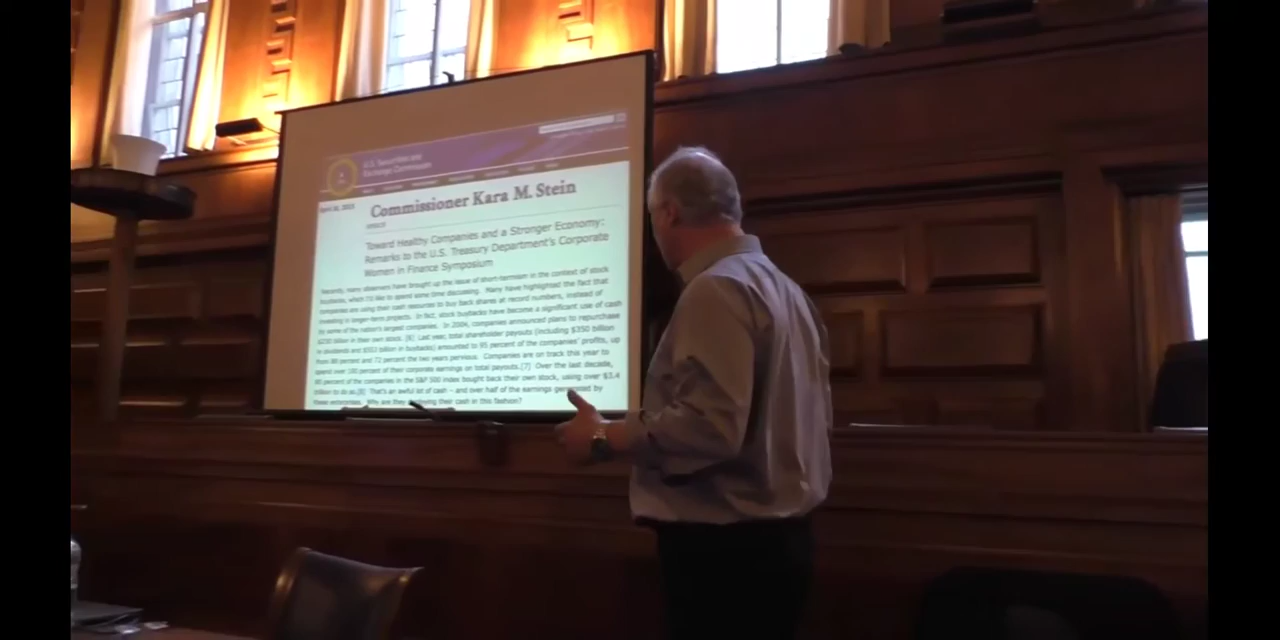 U.S. Securities and
Exchange Commission
Commissioner Kara M. Stein
Toward Healthy Companies and a Stronger Economy:
Remarks to the U.S. Treasury Department's Corporate
Women in Finance Symposium
Recently, many observers have brought up the issue of short-termism in the context of stock
buybacks, which I'd like to spend some time discussing. Many have highlighted the fact that
companies are using their cash resources to buy back shares at record numbers, instead of
investing in longer-term projects. In fact, stock buybacks have become a significant use of cash
by some of the nation's largest companies. In 2004, companies announced plans to repurchase
$230 billion in their own stock. [6] Last year, total shareholder payouts (including $350 billion
in dividends and $553 billion in buybacks) amounted to 95 percent of the companies' profits, up
from 88 percent and 72 percent the two years pervious. Companies are on track this year to
spend over 100 percent of their corporate earnings on total payouts.[7] Over the last decade,
percent of the companies in the S&P 500 index bought back their own stock, using over $3.4
trillion to do so.[8] That's an awful lot of cash – and over half of the earnings generated by
these enterprises. Why are they deploying their cash in this fashion?